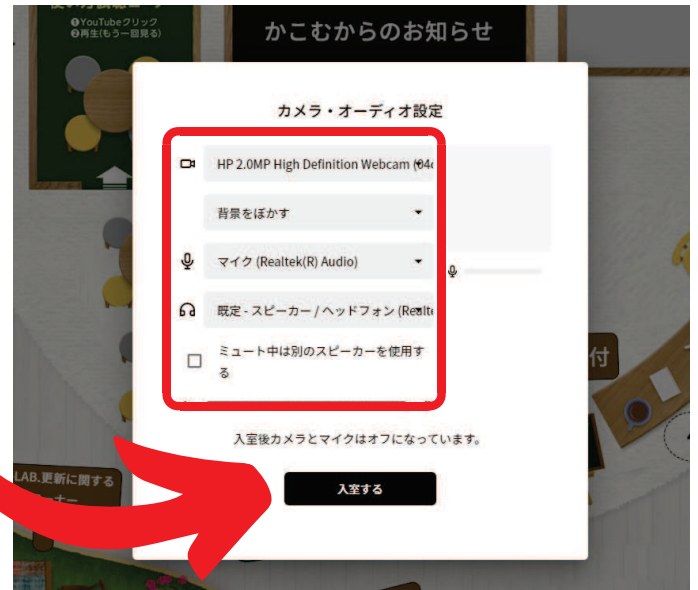 ❶YouTubeクリック
❷再生(もう一回見る)
かこむからのお知らせ
カメラ・オーディオ設定
HP 2.0MP High Definition Webcam (04
背景をぼかす
マイク (Realtek(R) Audio)
既定 - スピーカー / ヘッドフォン (Realte
ミュート中は別のスピーカーを使用す
る
付
入室後カメラとマイクはオフになっています。
LAB.更新に関する
ーナー
入室する